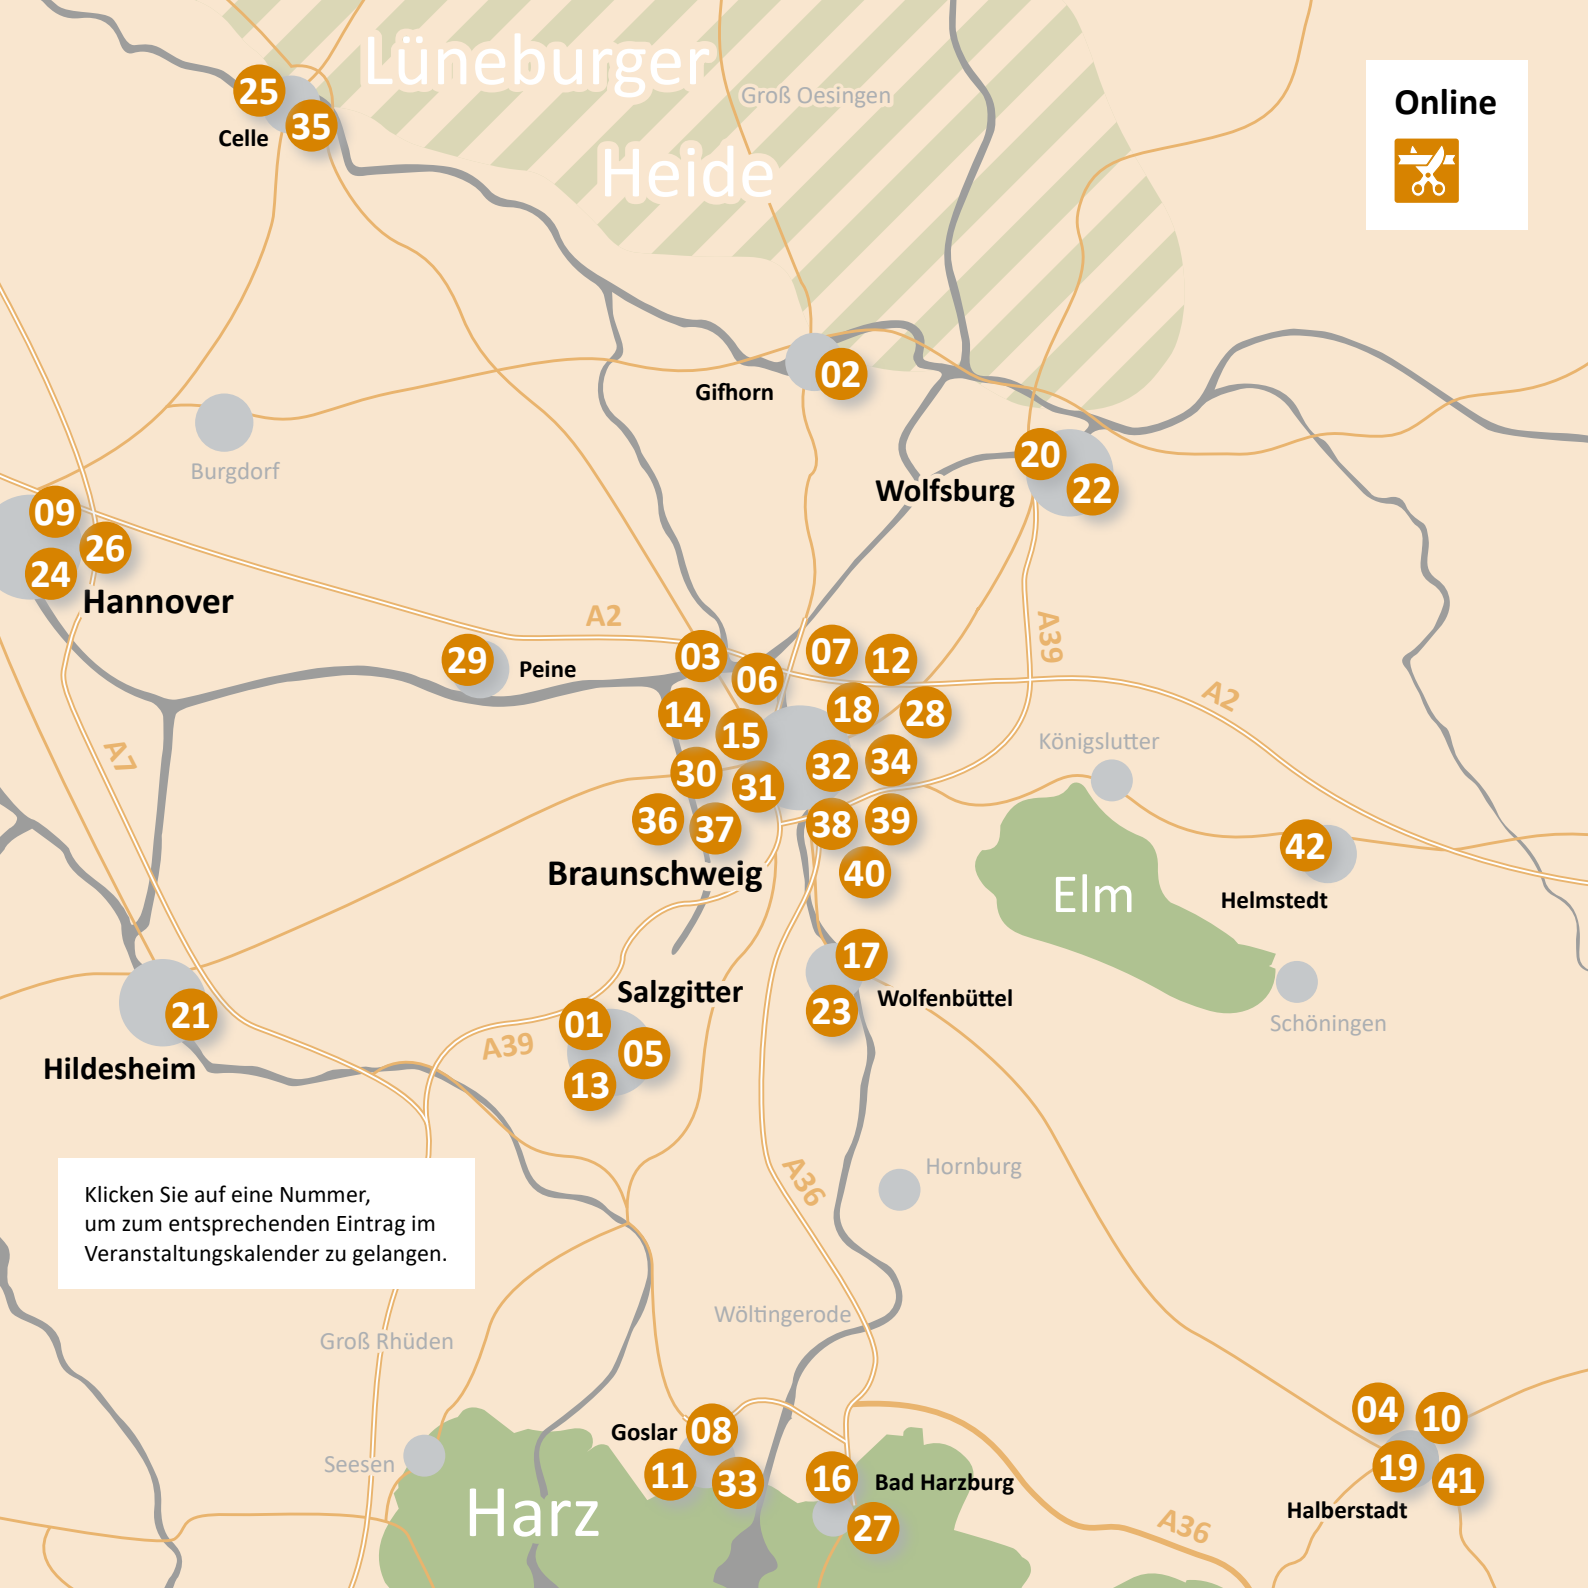 Lüneburger
Heide
Groß Oesingen
Online
25
35
Celle
02
Gifhorn
Burgdorf
20
22
Wolfsburg
09
26
24
Hannover
A2
A39
29
Peine
03
06
07
12
14
15
18
28
A2
A7
Königslutter
30
31
32
34
36
37
38
39
40
Braunschweig
42
Helmstedt
Elm
17
23
Wolfenbüttel
Salzgitter
01
05
13
A39
21
Hildesheim
Schöningen
Klicken Sie auf eine Nummer,
um zum entsprechenden Eintrag im
Veranstaltungskalender zu gelangen.
A36
Hornburg
Wöltingerode
Groß Rhüden
Seesen
Goslar
08
11
33
16
27
Bad Harzburg
Harz
A36
04
10
19
41
Halberstadt